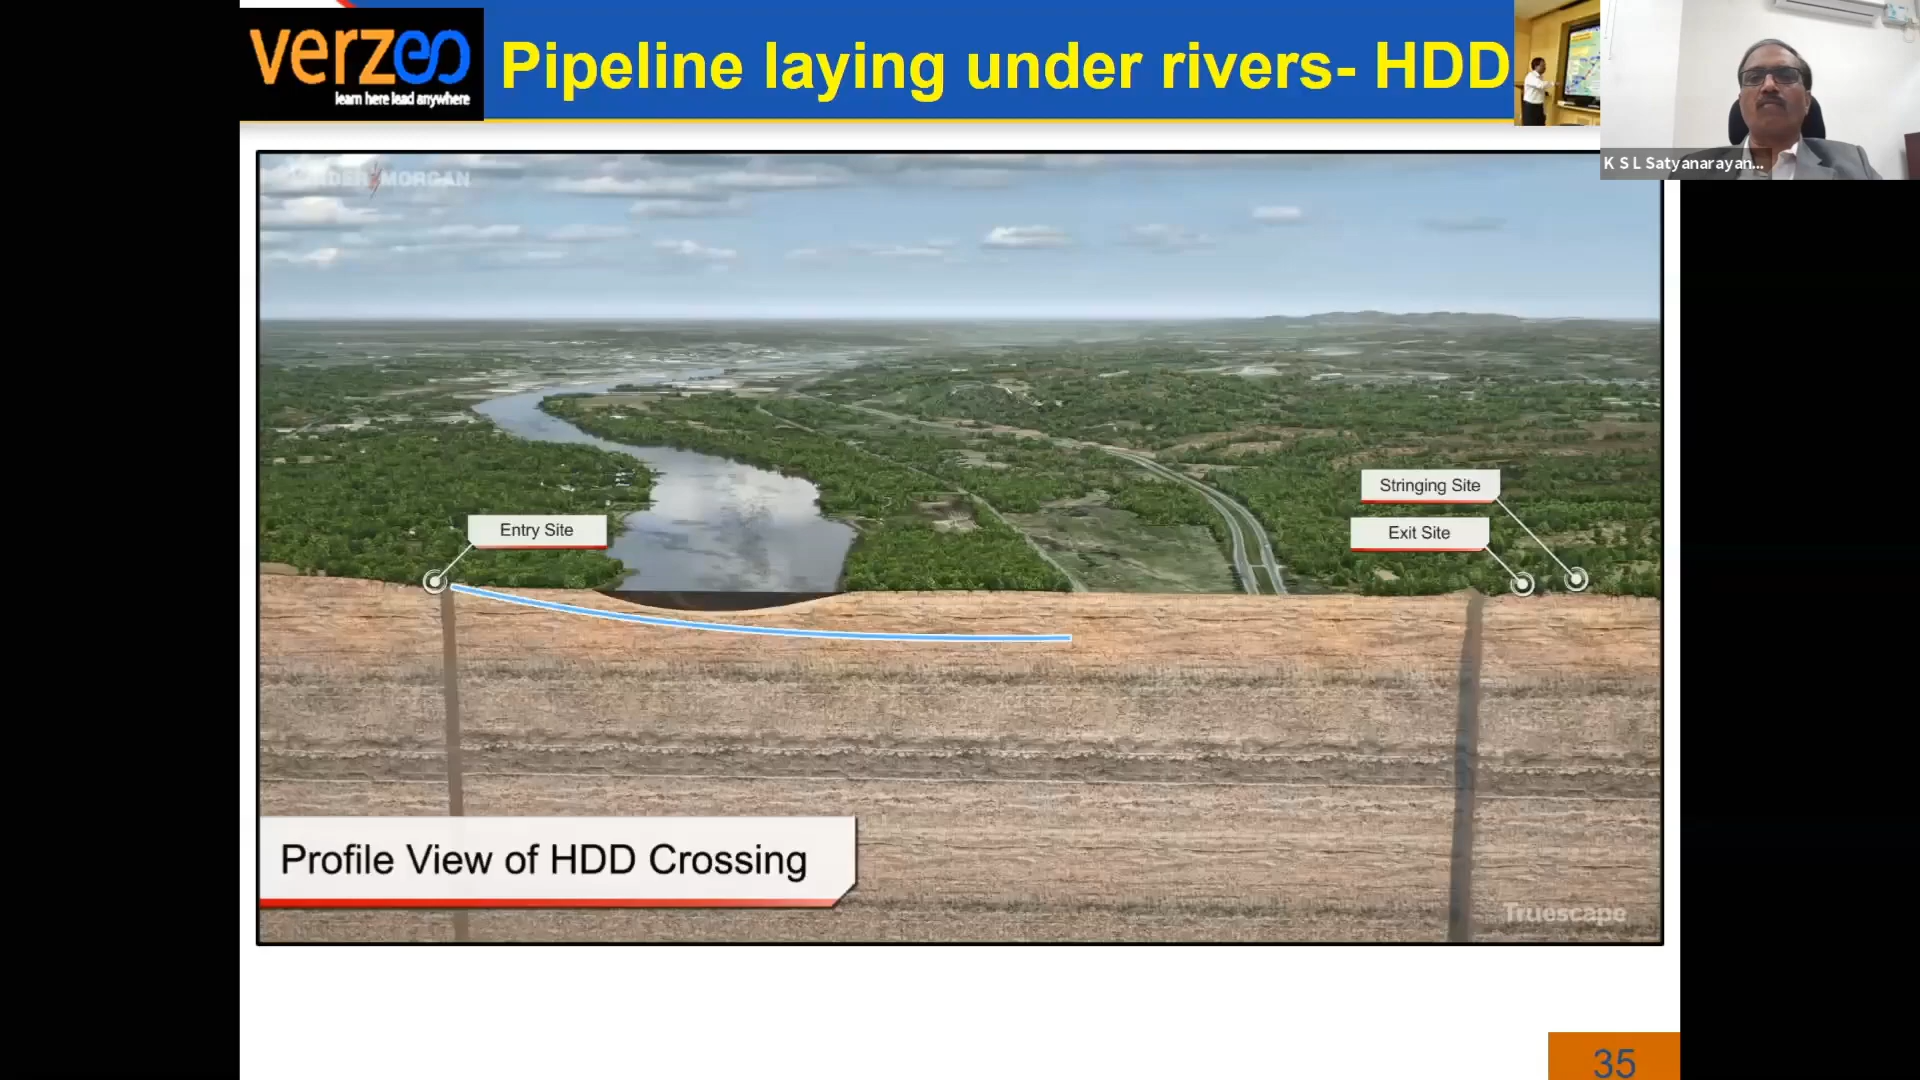 verzeo
learn here lead anywhere
Pipeline laying under rivers- HDD
K S L Satyanarayan...
MORGAN
Stringing Site
Exit Site
Entry Site
Profile View of HDD Crossing
Truescape
35